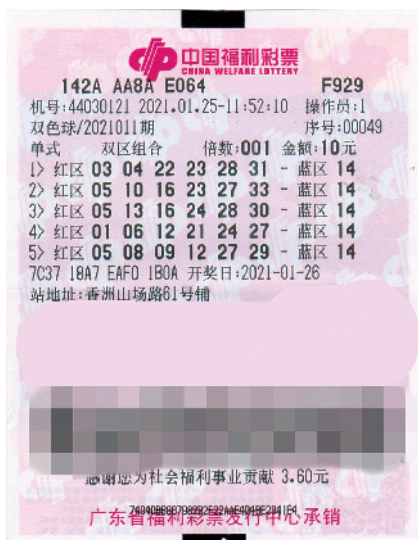 中国福利彩票
CHINA WELFARE LOTTERY
142A AA8A E064 F929
机号:44030121 2021.01.25-11:52:10 操作员:1
双色球/2021011期 序号:00049
单式 双区组合 倍数:001 金额:10元
1> 红区 03 04 22 23 28 31 - 蓝区 14
2> 红区 05 10 16 23 27 33 - 蓝区 14
3> 红区 05 13 16 24 28 30 - 蓝区 14
4> 红区 01 06 12 21 24 27 - 蓝区 14
5> 红区 05 08 09 12 27 29 - 蓝区 14
7C37 18A7 EAF0 1B0A 开奖日:2021-01-26
站地址:香洲山场路61号铺
感谢您为社会福利事业贡献 3.60元
广东省福利彩票发行中心承销